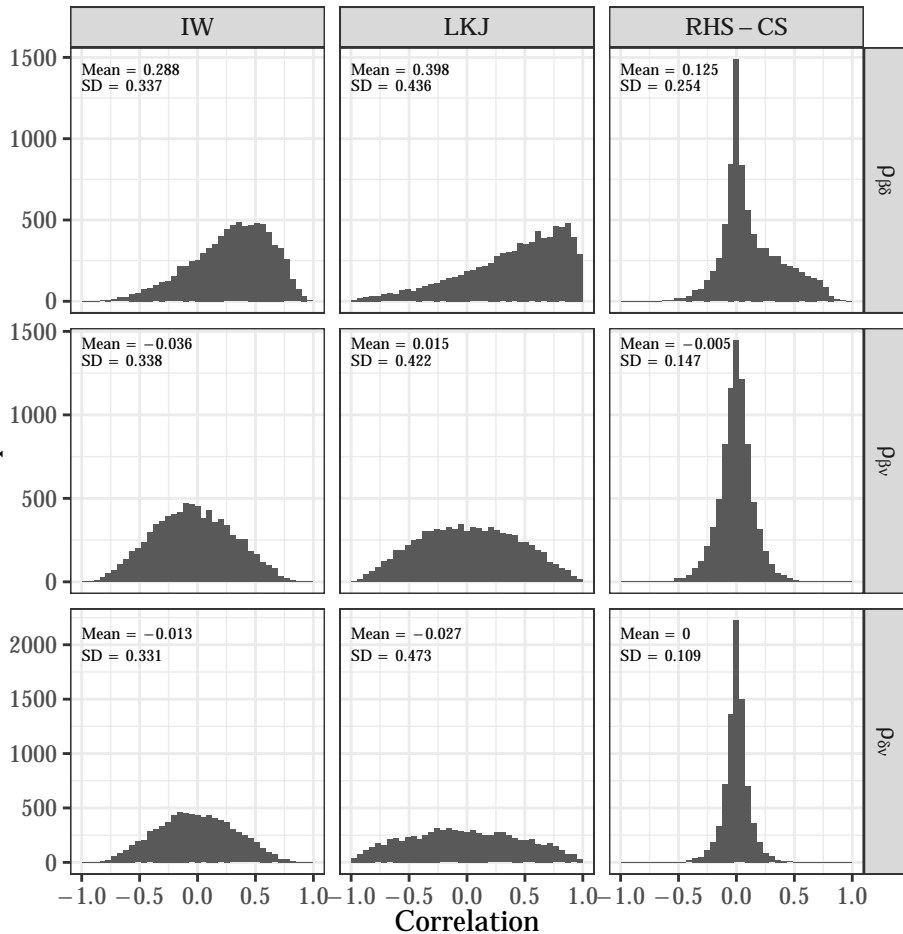 IW LKJ RHS – CS
1500
1000
500
0
Mean = 0.288
SD = 0.337
Mean = 0.398
SD = 0.436
Mean = 0.125
SD = 0.254
ρβδ
1500
1000
500
0
Mean = −0.036
SD = 0.338
Mean = 0.015
SD = 0.422
Mean = −0.005
SD = 0.147
ρβν
2000
1500
1000
500
0
Mean = −0.013
SD = 0.331
Mean = −0.027
SD = 0.473
Mean = 0
SD = 0.109
ρδν
−1.0 −0.5 0.0 0.5 1.0 −1.0 −0.5 0.0 0.5 1.0 −1.0 −0.5 0.0 0.5 1.0
Correlation